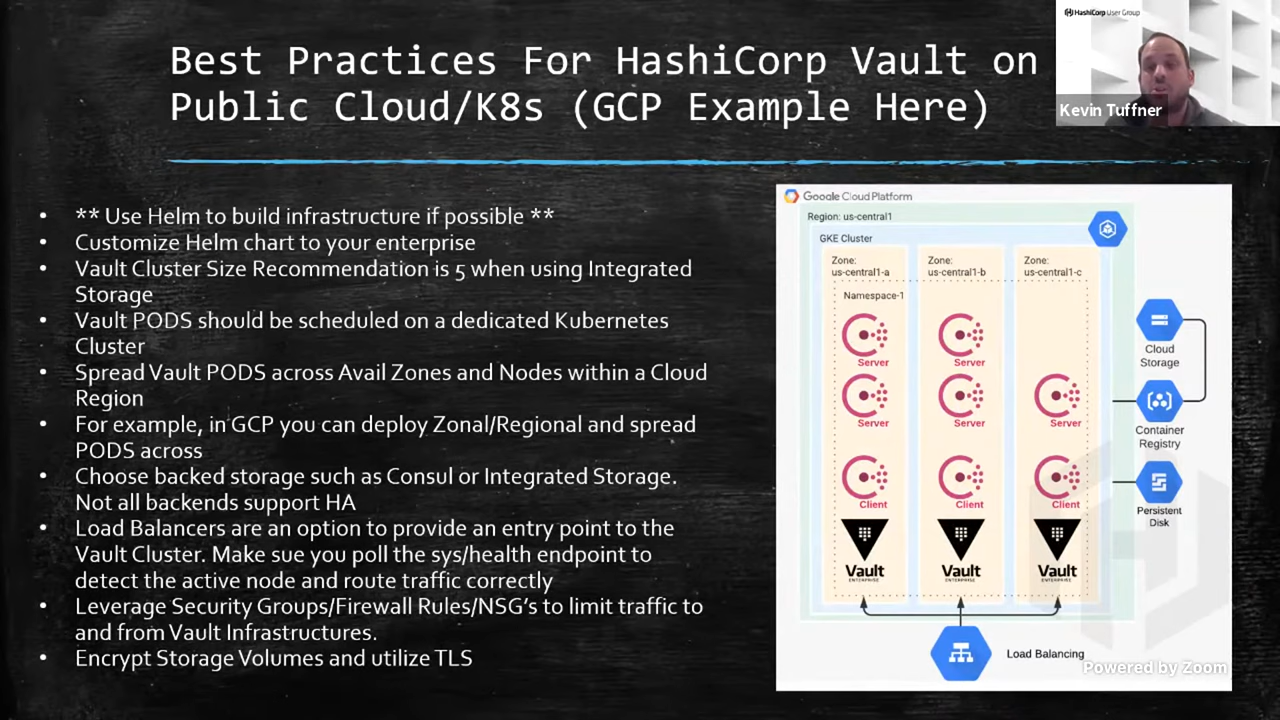 HashiCorp User Group
Kevin Tuffner
Best Practices For HashiCorp Vault on
Public Cloud/K8s (GCP Example Here)
• ** Use Helm to build infrastructure if possible **
• Customize Helm chart to your enterprise
• Vault Cluster Size Recommendation is 5 when using Integrated
Storage
• Vault PODS should be scheduled on a dedicated Kubernetes
Cluster
• Spread Vault PODS across Avail Zones and Nodes within a Cloud
Region
• For example, in GCP you can deploy Zonal/Regional and spread
PODS across
• Choose backed storage such as Consul or Integrated Storage.
Not all backends support HA
• Load Balancers are an option to provide an entry point to the
Vault Cluster. Make sure you poll the sys/health endpoint to
detect the active node and route traffic correctly
• Leverage Security Groups/Firewall Rules/NSG's to limit traffic to
and from Vault Infrastructures.
• Encrypt Storage Volumes and utilize TLS
Google Cloud Platform
Region: us-central1
GKE Cluster
Zone:
us-central1-a
Zone:
us-central1-b
Zone:
us-central1-c
Namespace-1
Server
Server
Server
Server
Server
Client
Client
Client
Vault
ENTERPRISE
Vault
ENTERPRISE
Vault
ENTERPRISE
Cloud
Storage
Container
Registry
Persistent
Disk
Load Balancing
Powered by Zoom